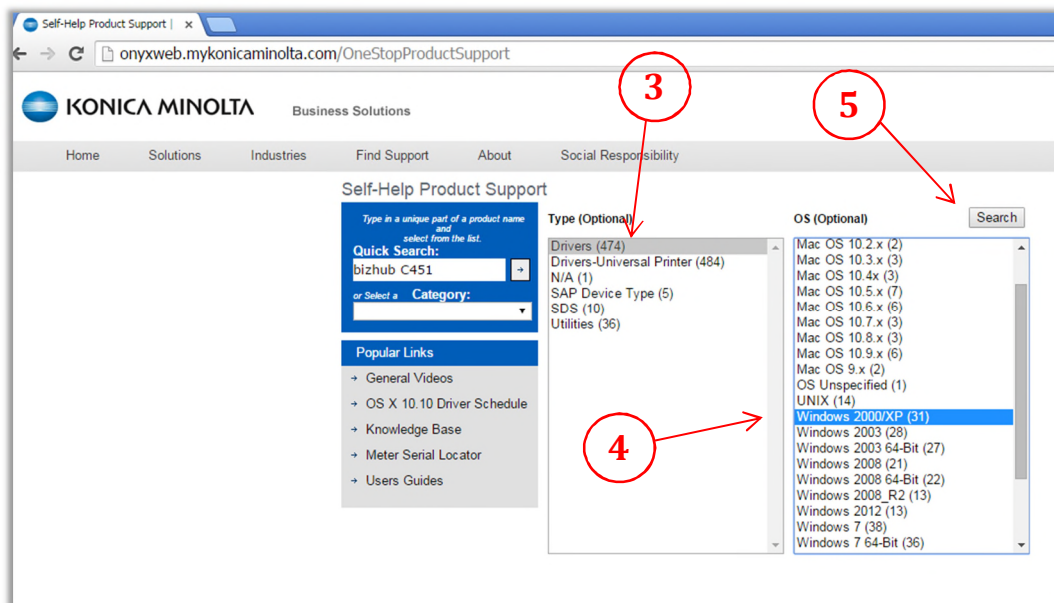 Self-Help Product Support |
onyxweb.mykonicaminolta.com/OneStopProductSupport
KONICA MINOLTA
Business Solutions
Home Solutions Industries Find Support About Social Responsibility
3
5
Self-Help Product Support
Type in a unique part of a product name
and
select from the list.
Quick Search:
bizhub C451
or Select a Category:
Popular Links
General Videos
OS X 10.10 Driver Schedule
Knowledge Base
Meter Serial Locator
Users Guides
Type (Optional)
Drivers (474)
Drivers-Universal Printer (484)
N/A (1)
SAP Device Type (5)
SDS (10)
Utilities (36)
4
OS (Optional)
Search
Mac OS 10.2.x (2)
Mac OS 10.3.x (3)
Mac OS 10.4x (3)
Mac OS 10.5.x (7)
Mac OS 10.6.x (6)
Mac OS 10.7.x (3)
Mac OS 10.8.x (3)
Mac OS 10.9.x (6)
Mac OS 9.x (2)
OS Unspecified (1)
UNIX (14)
Windows 2000/XP (31)
Windows 2003 (28)
Windows 2003 64-Bit (27)
Windows 2008 (21)
Windows 2008 64-Bit (22)
Windows 2008_R2 (13)
Windows 2012 (13)
Windows 7 (38)
Windows 7 64-Bit (36)